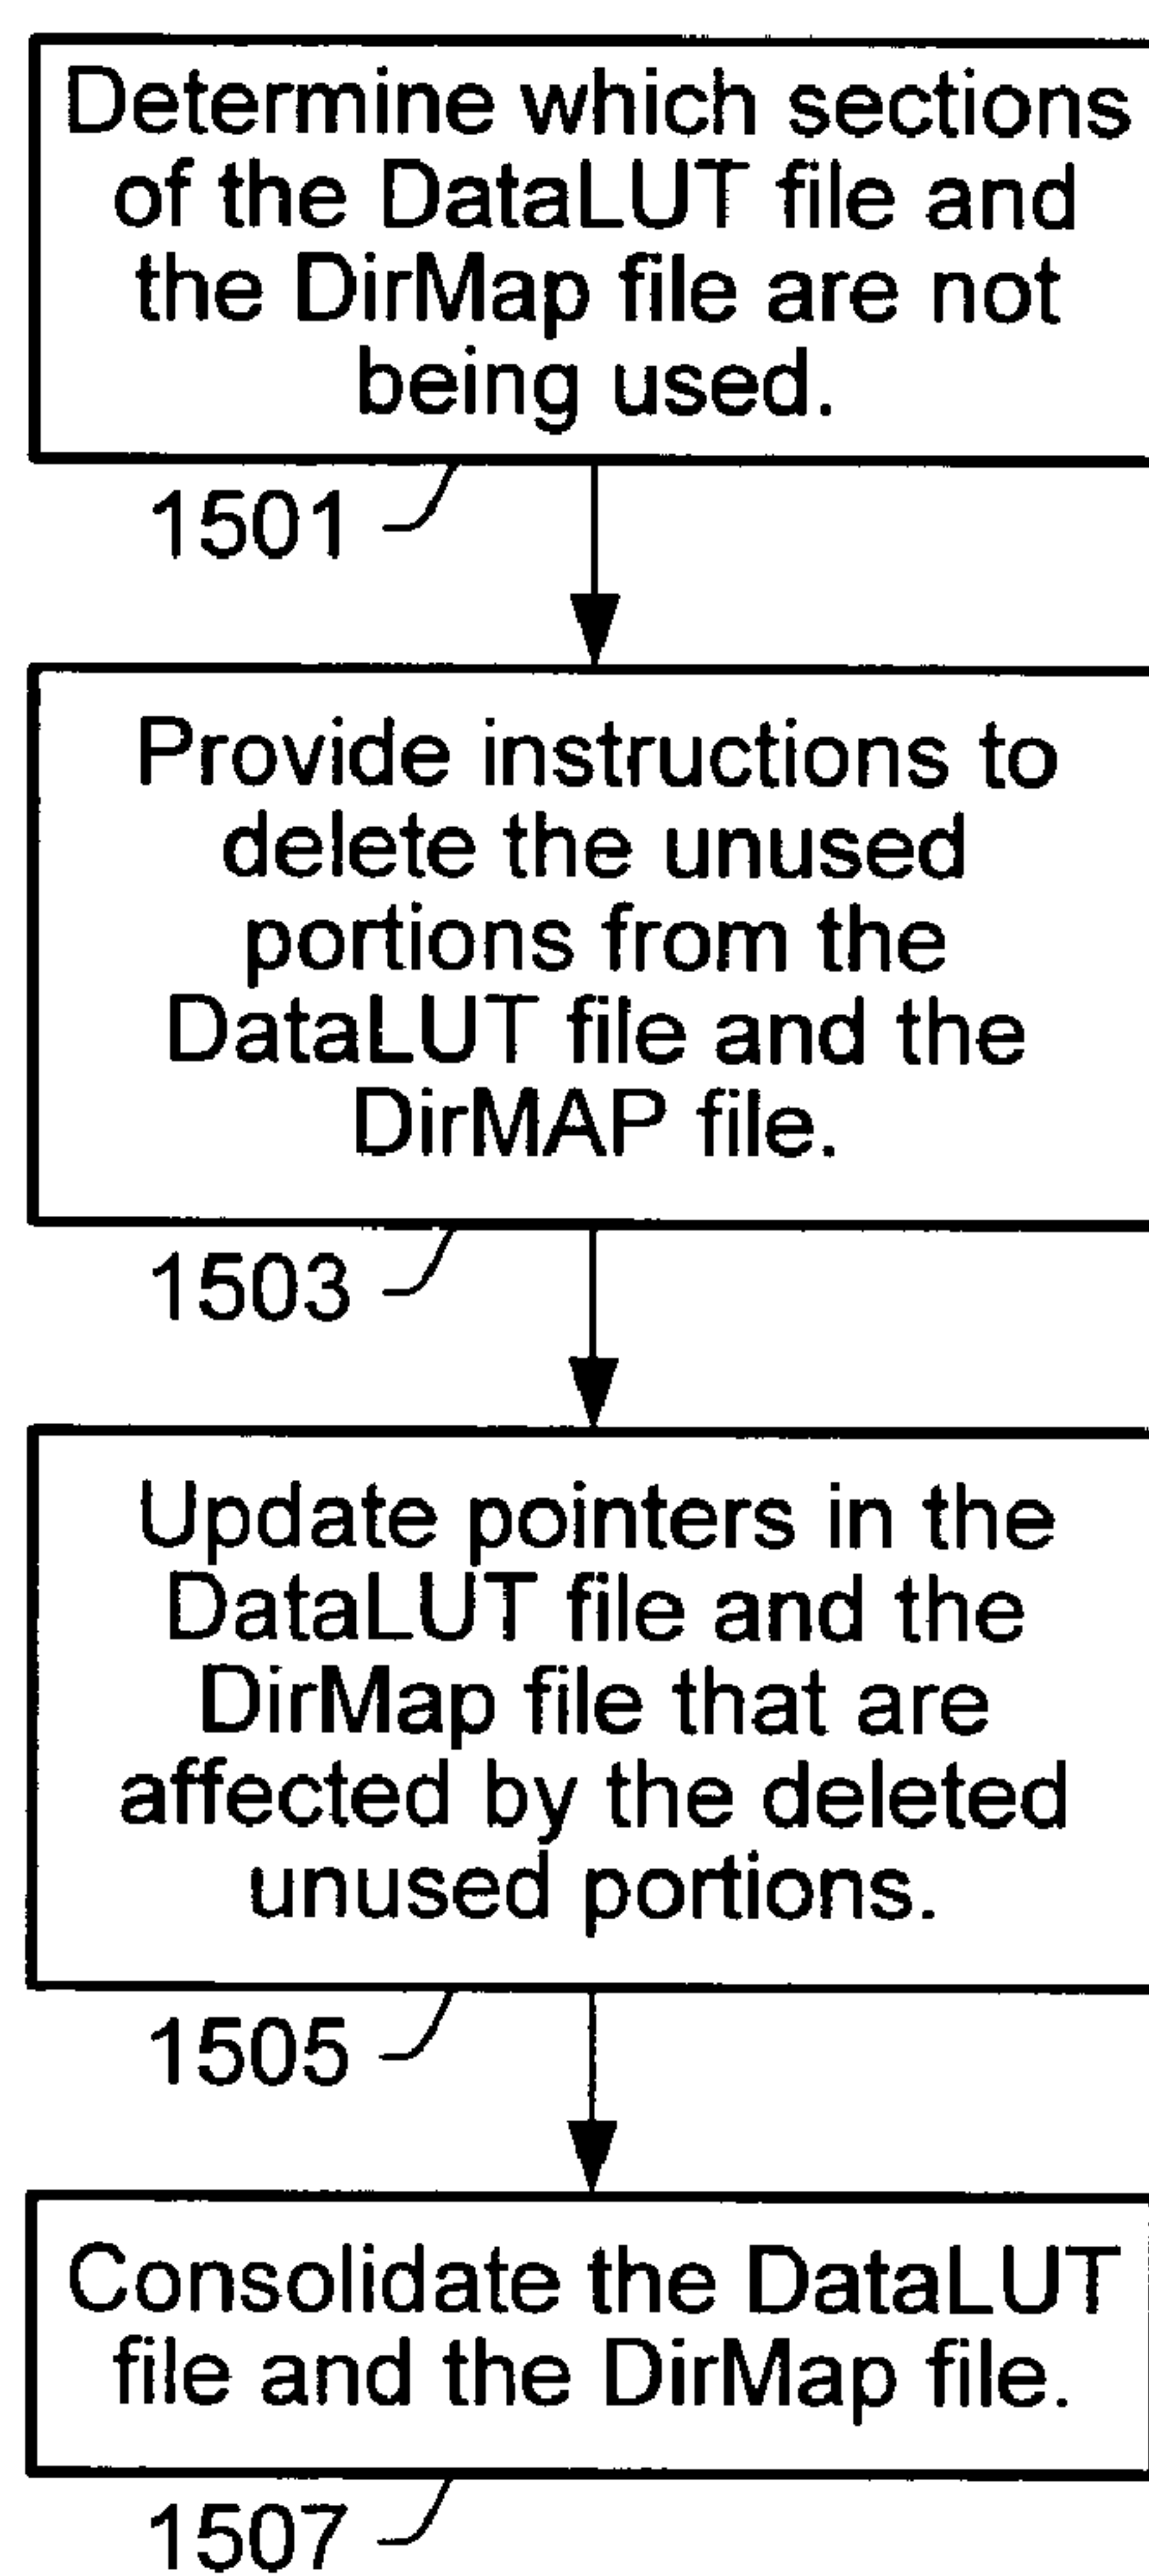 Determine which sections
of the DataLUT file and
the DirMap file are not
being used.
1501
Provide instructions to
delete the unused
portions from the
DataLUT file and the
DirMAP file.
1503
Update pointers in the
DataLUT file and the
DirMap file that are
affected by the deleted
unused portions.
1505
Consolidate the DataLUT
file and the DirMap file.
1507